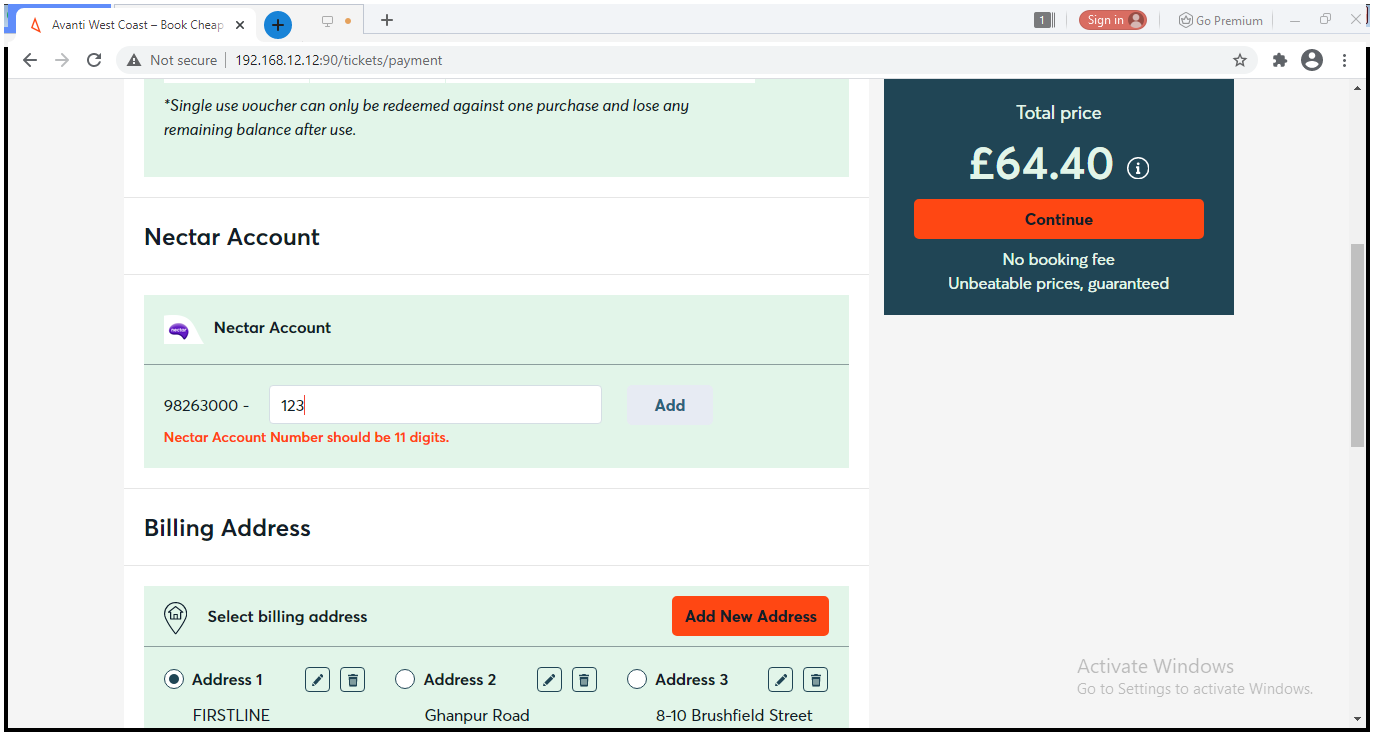 Avanti West Coast – Book Cheap
1
Sign in
Go Premium
Not secure
192.168.12.12:90/tickets/payment
*Single use voucher can only be redeemed against one purchase and lose any
remaining balance after use.
Total price
£64.40
Continue
No booking fee
Unbeatable prices, guaranteed
Nectar Account
nectar
Nectar Account
98263000 -
123
Add
Nectar Account Number should be 11 digits.
Billing Address
Select billing address
Add New Address
Address 1
Address 2
Address 3
FIRSTLINE
Ghanpur Road
8-10 Brushfield Street
Activate Windows
Go to Settings to activate Windows.